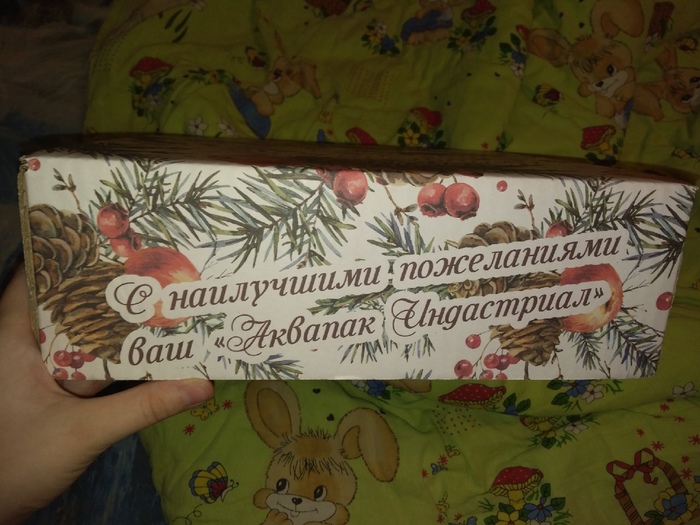 С наилучшими пожеланиями
ваш «Аквапак Индастриал»